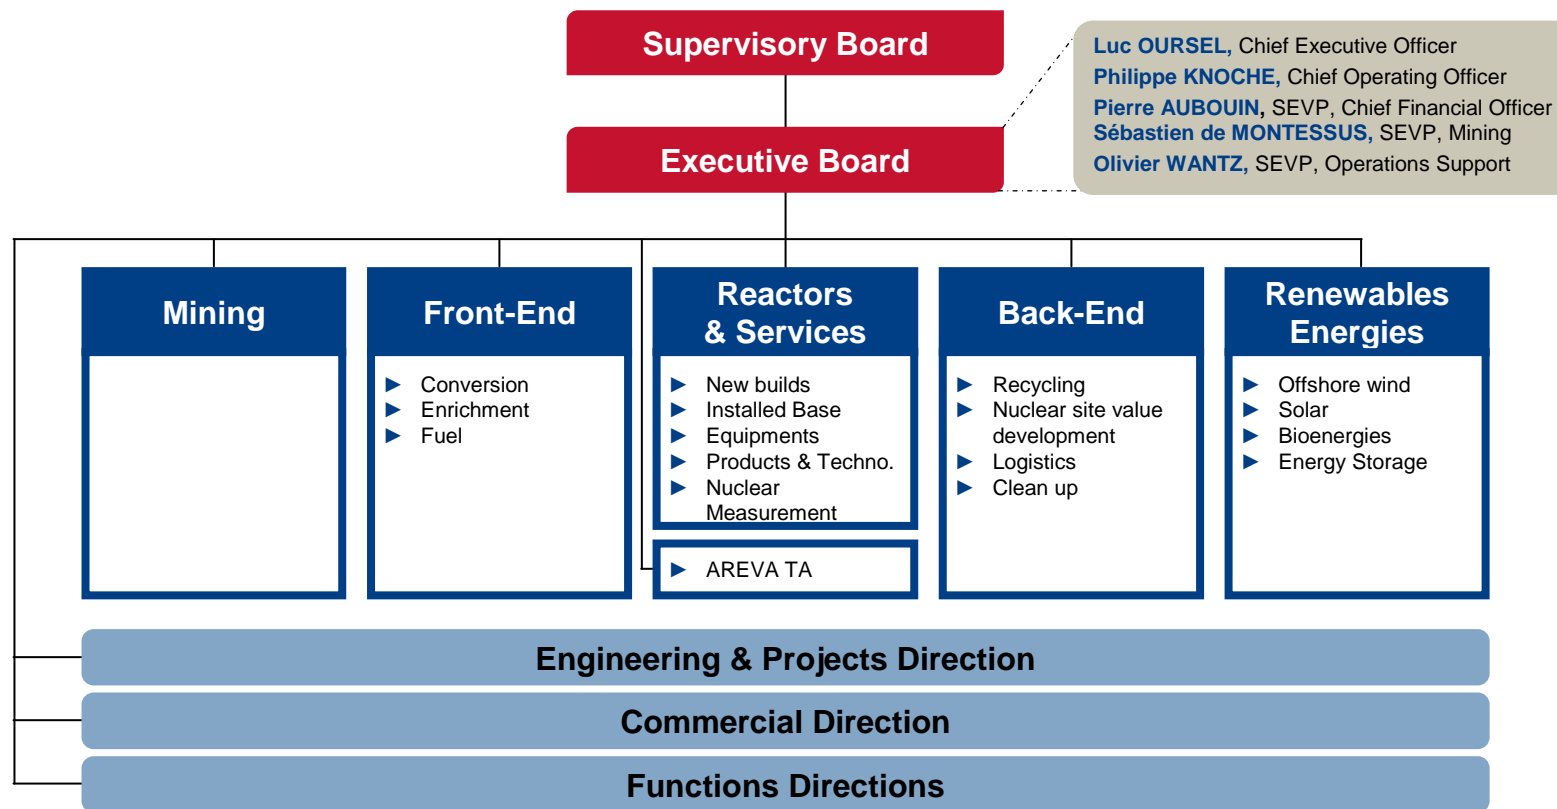 Supervisory Board
Luc OURSEL, Chief Executive Officer
Philippe KNOCHE, Chief Operating Officer
Pierre AUBOUIN, SEVP, Chief Financial Officer
Sébastien de MONTESSUS, SEVP, Mining
Olivier WANTZ, SEVP, Operations Support
Executive Board
Mining
Front-End
► Conversion
► Enrichment
► Fuel
Reactors
& Services
► New builds
► Installed Base
► Equipments
► Products & Techno.
► Nuclear
Measurement
► AREVA TA
Back-End
► Recycling
► Nuclear site value
development
► Logistics
► Clean up
Renewables
Energies
► Offshore wind
► Solar
► Bioenergies
► Energy Storage
Engineering & Projects Direction
Commercial Direction
Functions Directions